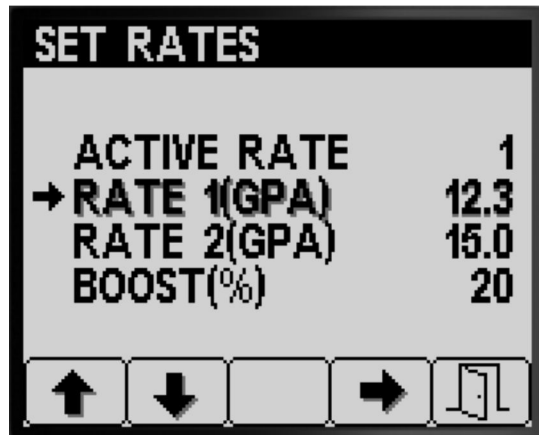 SET RATES
ACTIVE RATE 1
RATE 1(GPA) 12.3
RATE 2(GPA) 15.0
BOOST(%) 20